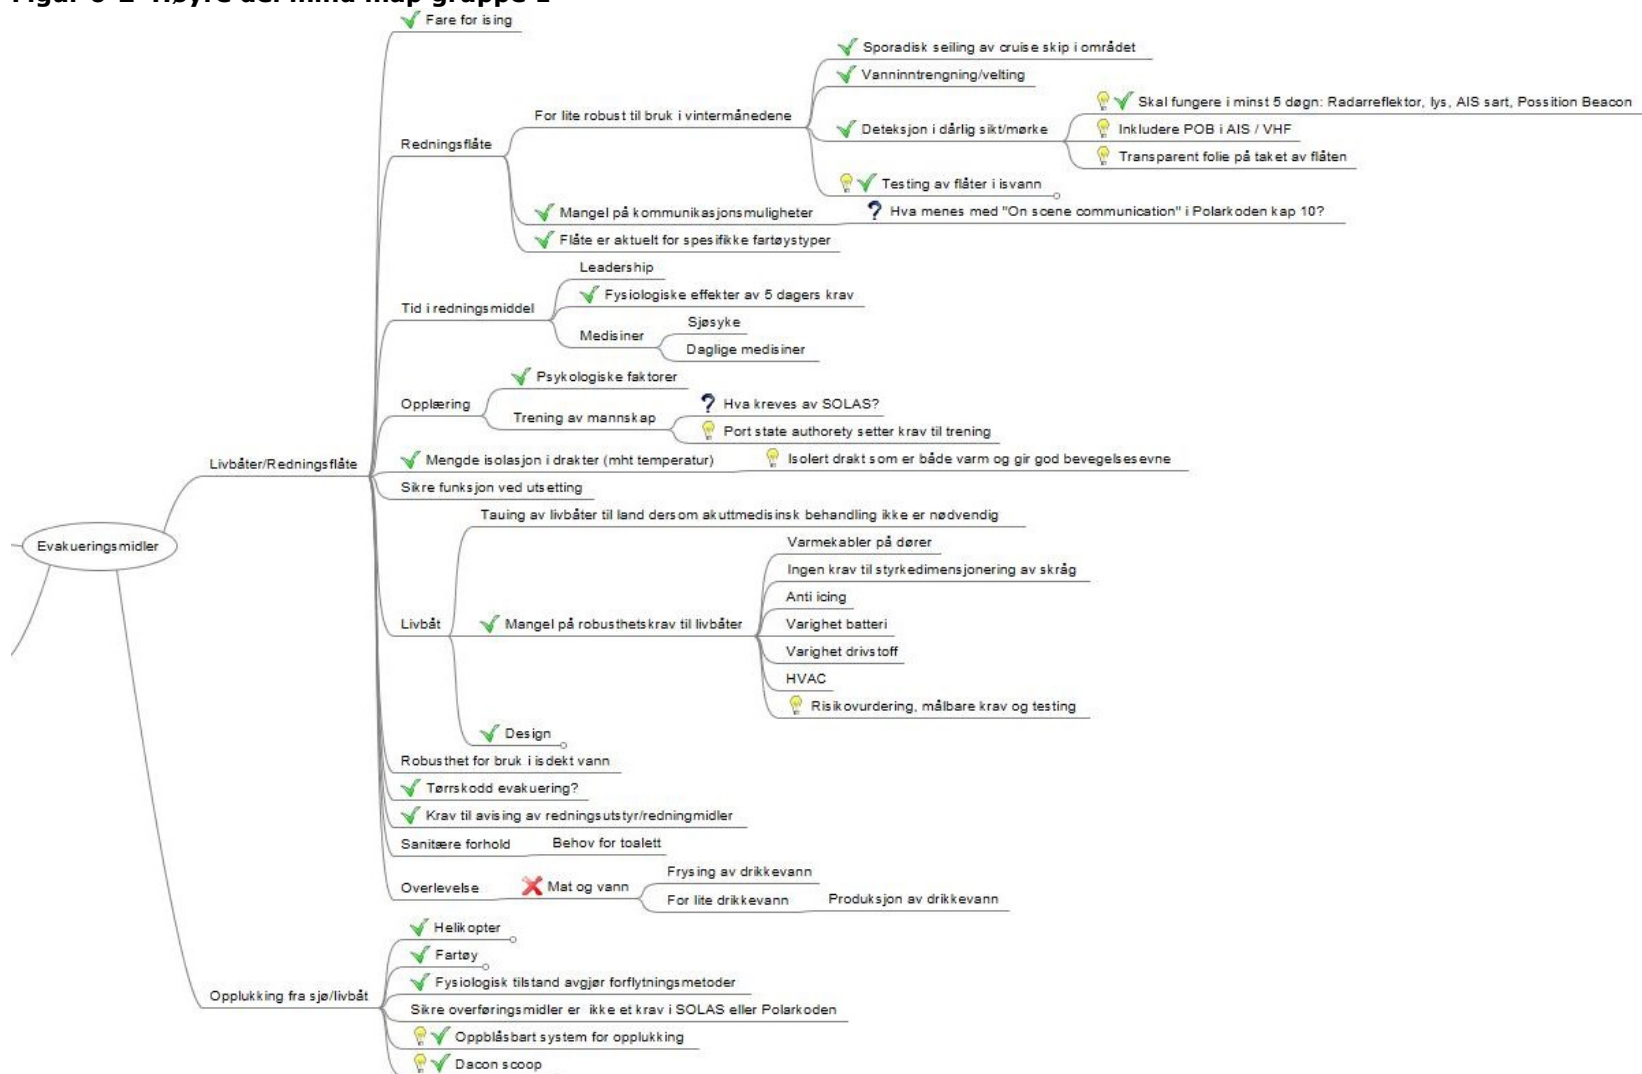 Figur 6-2 Høyre del mind map gruppe 1
Fare for ising
Sporadisk seiling av cruise skip i området
Vanninntrengning/velting
Skal fungere i minst 5 døgn: Radarreflektor, lys, AIS sart, Possition Beacon
For lite robust til bruk i vintermånedene
Deteksjon i dårlig sikt/mørke
Inkludere POB i AIS / VHF
Redningsflåte
Transparent folie på taket av flåten
Testing av flåter i isvann
Mangel på kommunikasjonsmuligheter
Hva menes med "On scene communication" i Polarkoden kap 10?
Flåte er aktuelt for spesifikke fartøystyper
Leadership
Fysiologiske effekter av 5 dagers krav
Tid i redningsmiddel
Sjøsyke
Medisiner
Daglige medisiner
Psykologiske faktorer
Opplæring
Hva kreves av SOLAS?
Trening av mannskap
Port state authorety setter krav til trening
Livbåter/Redningsflåte
Mengde isolasjon i drakter (mht temperatur)
Isolert drakt som er både varm og gir god bevegelsesevne
Sikre funksjon ved utsetting
Tauing av livbåter til land dersom akuttmedisinsk behandling ikke er nødvendig
Evakueringsmidler
Varmekabler på dører
Ingen krav til styrkedimensjonering av skråg
Anti icing
Livbåt
Mangel på robusthetskrav til livbåter
Varighet batteri
Varighet drivstoff
HVAC
Risikovurdering, målbare krav og testing
Design
Robusthet for bruk i isdekt vann
Tørrskodd evakuering?
Krav til avising av redningsutstyr/redningmidler
Sanitære forhold
Behov for toalett
Frysing av drikkevann
Overlevelse
Mat og vann
For lite drikkevann
Produksjon av drikkevann
Helikopter
Fartøy
Fysiologisk tilstand avgjør forflytningsmetoder
Opplukking fra sjø/livbåt
Sikre overføringsmidler er ikke et krav i SOLAS eller Polarkoden
Oppblåsbart system for opplukking
Dacon scoop